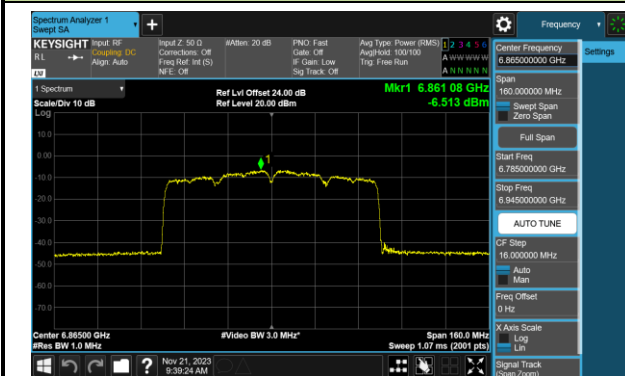 Spectrum Analyzer 1
Swept SA
+
Frequency
KEYSIGHT
RL
LNI
Input: RF
Coupling: DC
Align: Auto
Input Z: 50 Ω
Corrections: Off
Freq Ref: Int (S)
NFE: Off
#Atten: 20 dB
PNO: Fast
Gate: Off
IF Gain: Low
Sig Track: Off
Avg Type: Power (RMS)
Avg|Hold: 100/100
Trig: Free Run
1 2 3 4 5 6
A W W W W W
A N N N N N
Center Frequency
6.865000000 GHz
Settings
1 Spectrum
Scale/Div 10 dB
Log
Ref Lvl Offset 24.00 dB
Ref Level 20.00 dBm
Mkr1 6.861 08 GHz
-6.513 dBm
Span
160.000000 MHz
Swept Span
Zero Span
Full Span
Start Freq
6.785000000 GHz
Stop Freq
6.945000000 GHz
AUTO TUNE
CF Step
16.000000 MHz
Auto
Man
Freq Offset
0 Hz
X Axis Scale
Log
Lin
Signal Track
(Span Zoom)
10.0
0.00
1
-10.0
-20.0
-30.0
-40.0
-50.0
-60.0
-70.0
Center 6.86500 GHz
#Res BW 1.0 MHz
#Video BW 3.0 MHz*
Span 160.0 MHz
Sweep 1.07 ms (2001 pts)
?
Nov 21, 2023
9:39:24 AM